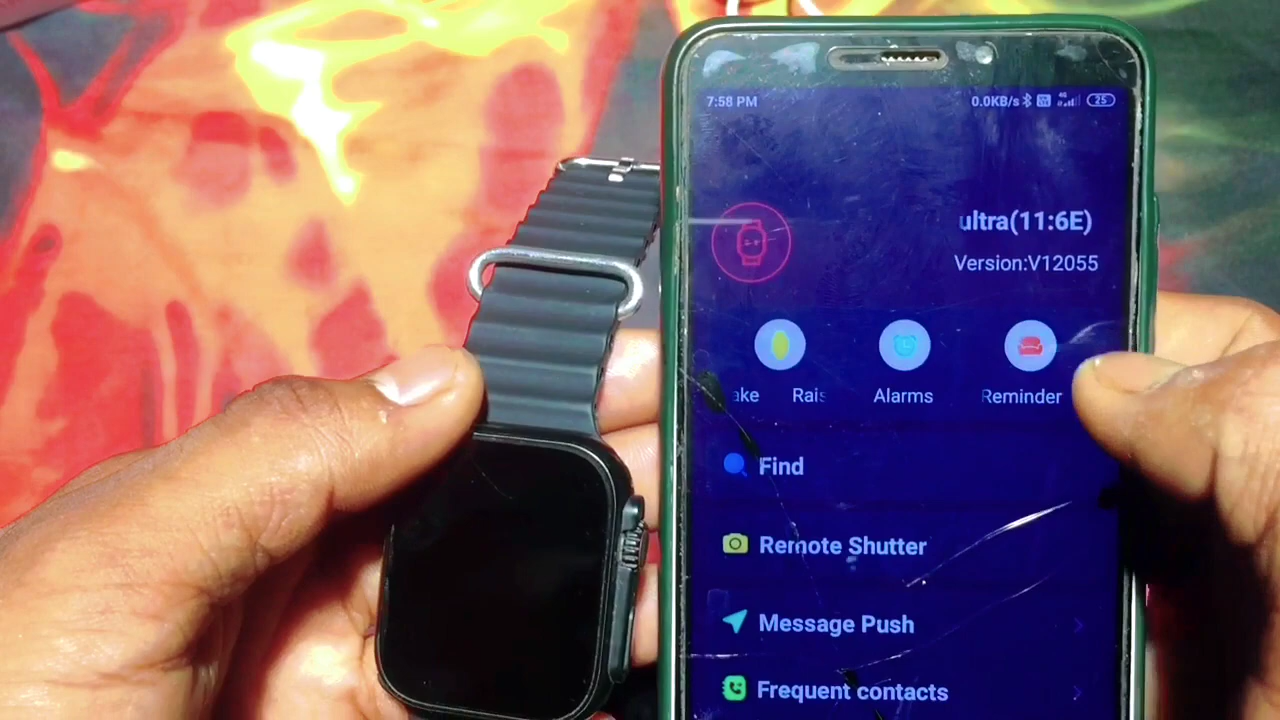 7:58 PM 0.0KB/s 4G 25
ultra(11:6E)
Version:V12055
ake Rais Alarms Reminder
Find
Remote Shutter
Message Push
Frequent contacts